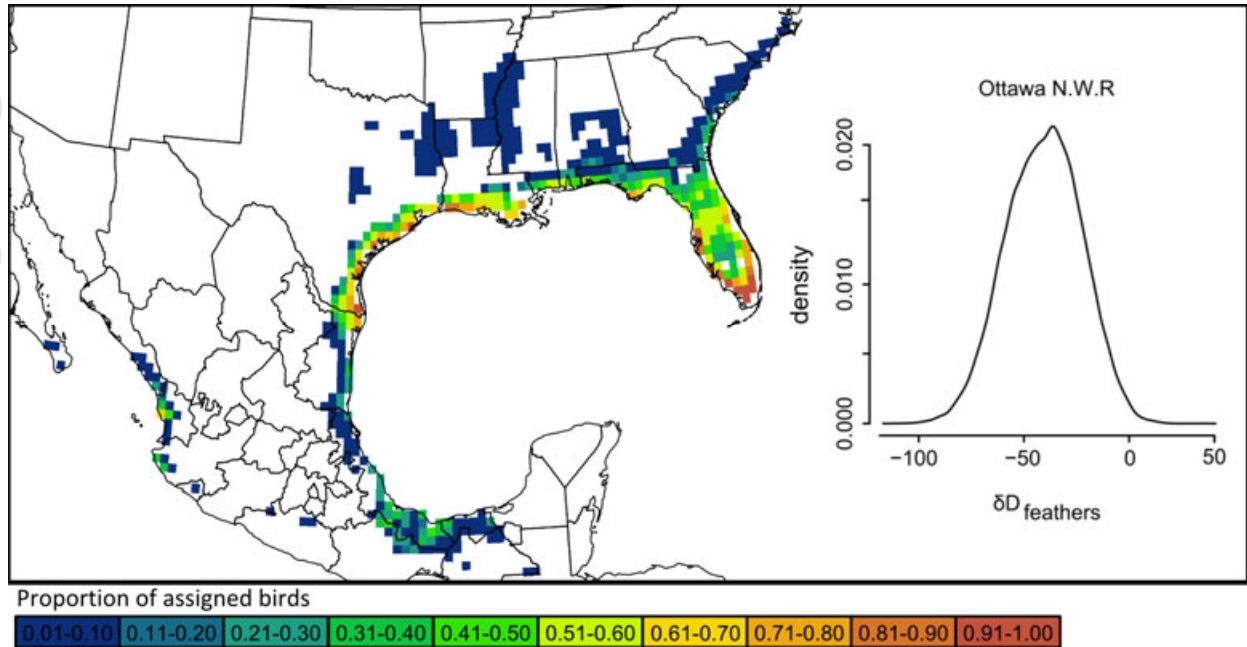 Ottawa N.W.R
density
0.020
0.010
0.000
−100
−50
0
50
δD feathers
Proportion of assigned birds
0.01-0.10 0.11-0.20 0.21-0.30 0.31-0.40 0.41-0.50 0.51-0.60 0.61-0.70 0.71-0.80 0.81-0.90 0.91-1.00